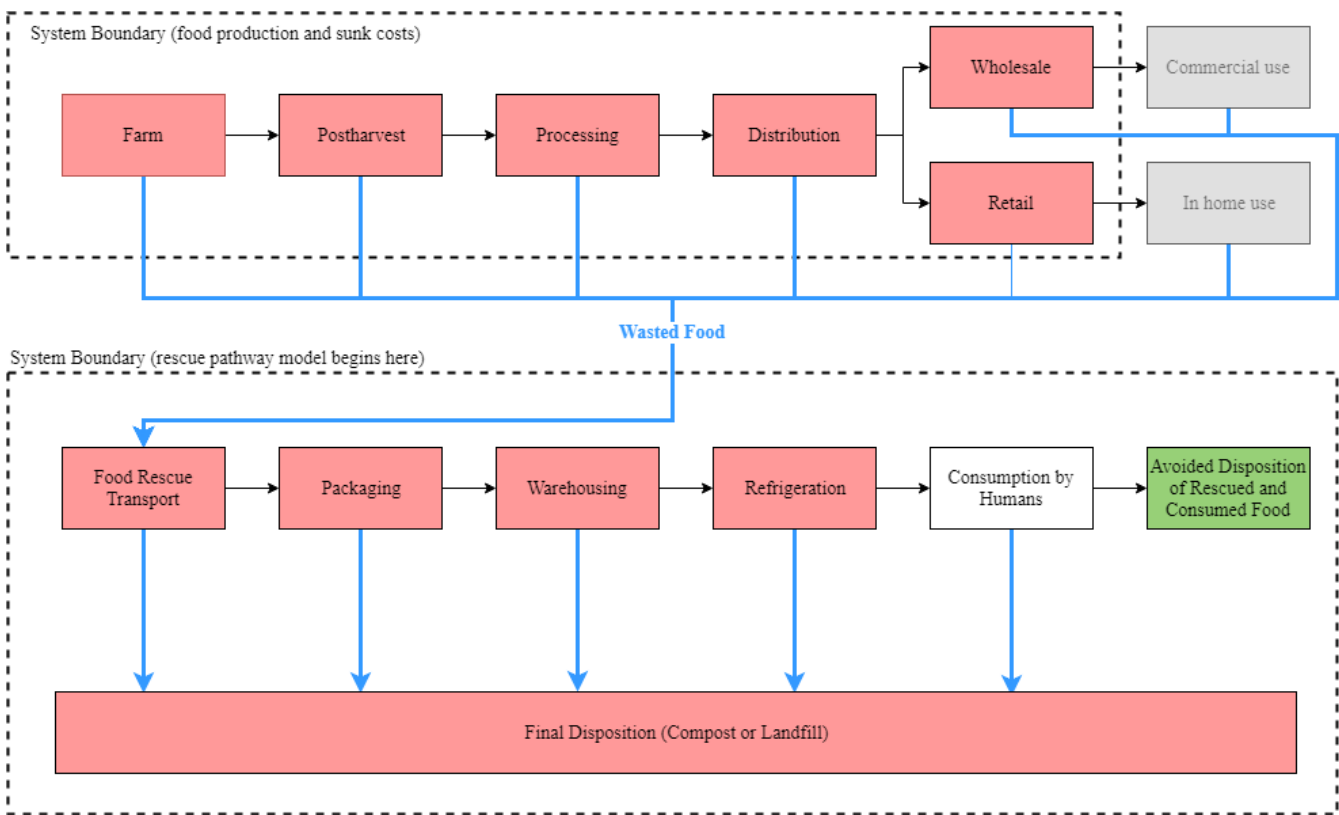 System Boundary (food production and sunk costs)
Wholesale
Commercial use
Farm
Postharvest
Processing
Distribution
Retail
In home use
Wasted Food
System Boundary (rescue pathway model begins here)
Food Rescue
Transport
Packaging
Warehousing
Refrigeration
Consumption by
Humans
Avoided Disposition
of Rescued and
Consumed Food
Final Disposition (Compost or Landfill)